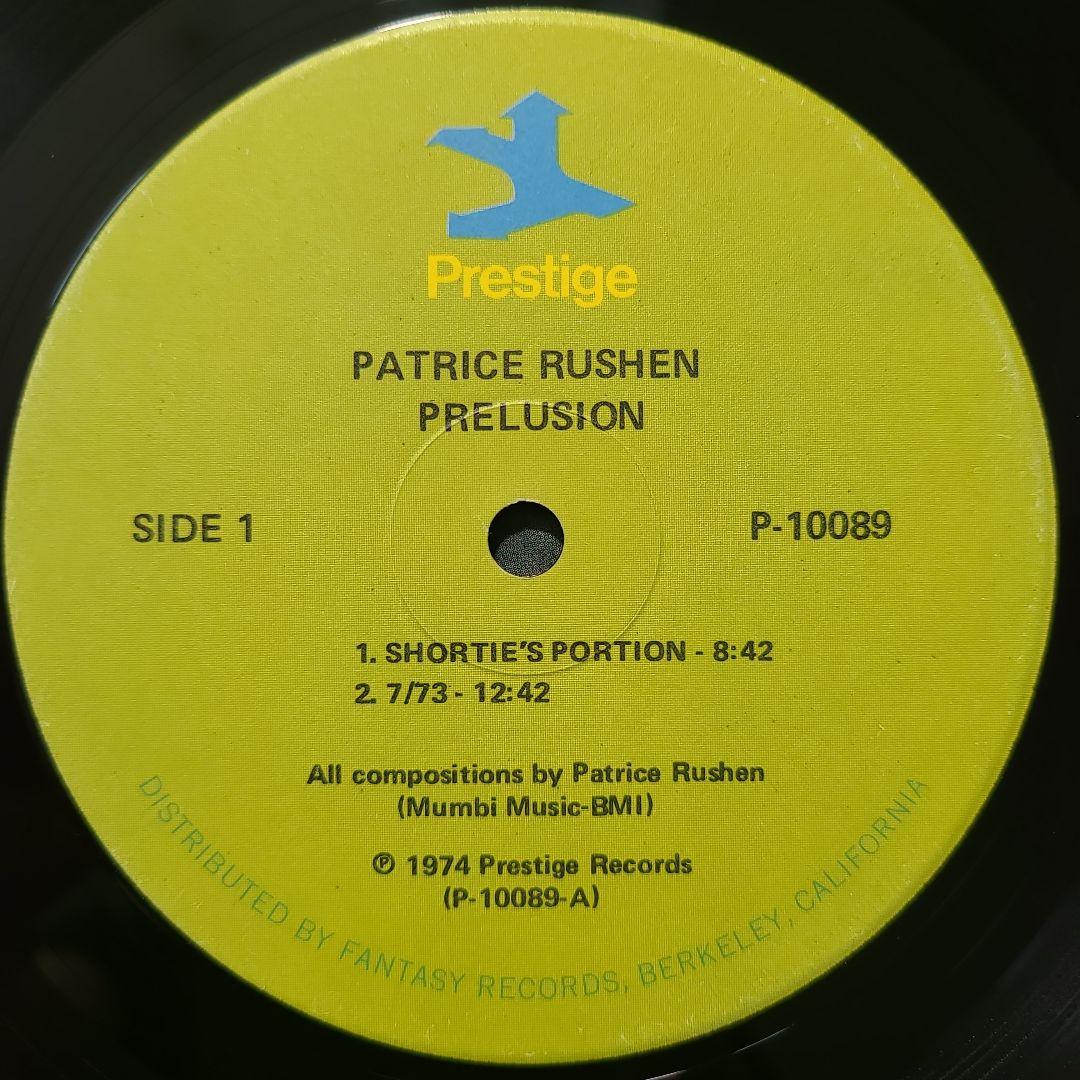 Prestige
PATRICE RUSHEN
PRELUSION
SIDE 1
P-10089
1. SHORTIE'S PORTION - 8:42
2. 7/73 - 12:42
All compositions by Patrice Rushen
(Mumbi Music-BMI)
℗ 1974 Prestige Records
(P-10089-A)
DISTRIBUTED BY FANTASY RECORDS, BERKELEY, CALIFORNIA